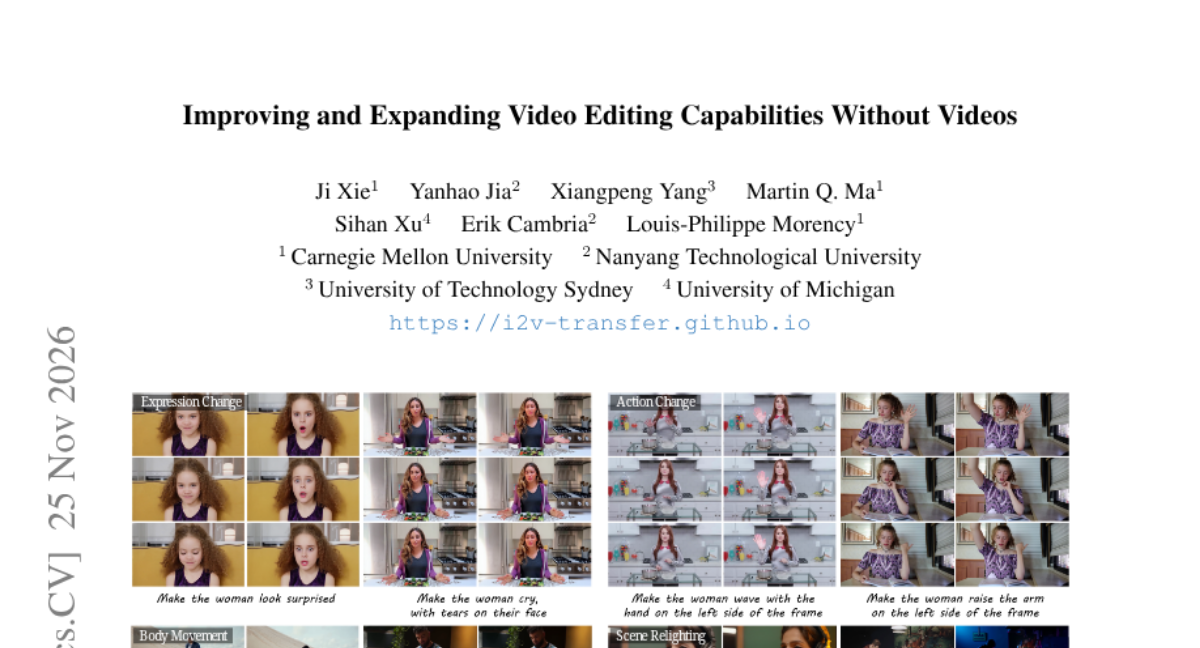 Improving and Expanding Video Editing Capabilities Without Videos
Ji Xie1 Yanhao Jia2 Xiangpeng Yang3 Martin Q. Ma1
Sihan Xu4 Erik Cambria2 Louis-Philippe Morency1
1 Carnegie Mellon University 2 Nanyang Technological University
3 University of Technology Sydney 4 University of Michigan
https://i2v-transfer.github.io
cs.CV] 25 Nov 2026
Expression Change
Action Change
Make the woman look surprised
Make the woman cry,
with tears on their face
Make the woman wave with the
hand on the left side of the frame
Make the woman raise the arm
on the left side of the frame
Body Movement
Scene Relighting